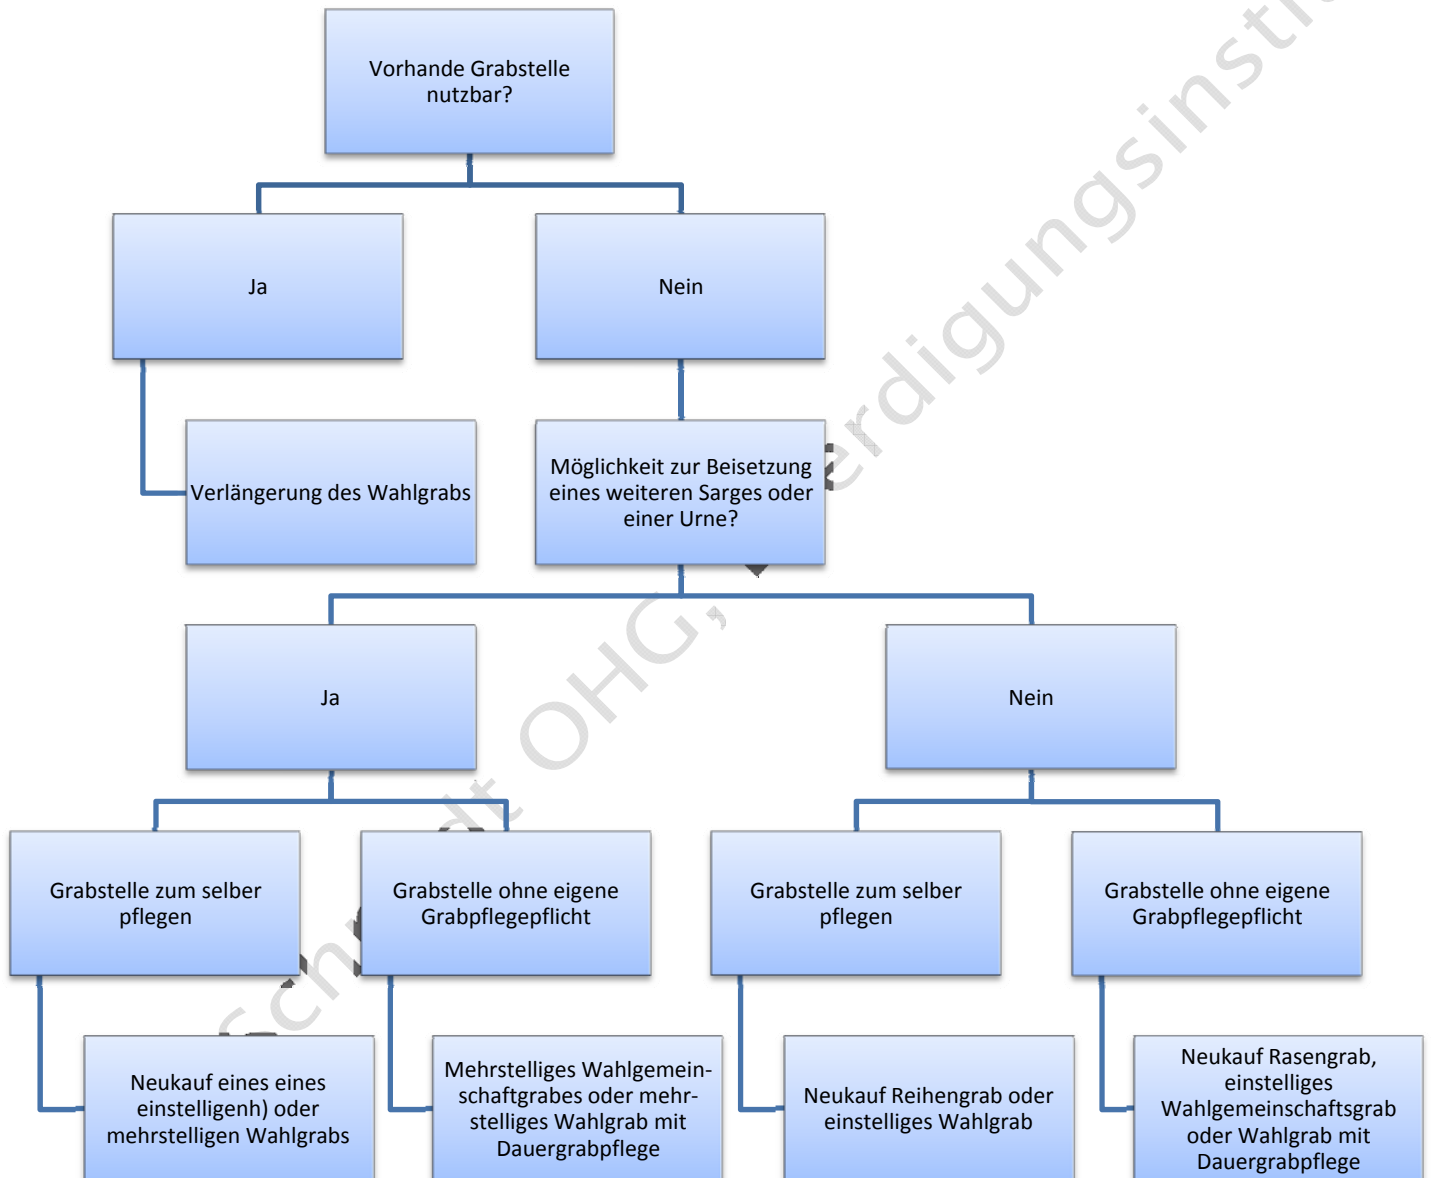 Vorhande Grabstelle
nutzbar?
Ja
Nein
Verlängerung des Wahlgrabs
Möglichkeit zur Beisetzung
eines weiteren Sarges oder
einer Urne?
Ja
Nein
Grabstelle zum selber
pflegen
Grabstelle ohne eigene
Grabpflegepflicht
Grabstelle zum selber
pflegen
Grabstelle ohne eigene
Grabpflegepflicht
Neukauf eines eines
einstelligenh) oder
mehrstelligen Wahlgrabs
Mehrstelliges Wahlgemein-
schaftgrabes oder mehr-
stelliges Wahlgrab mit
Dauergrabpflege
Neukauf Reihengrab oder
einstelliges Wahlgrab
Neukauf Rasengrab,
einstelliges
Wahlgemeinschaftsgrab
oder Wahlgrab mit
Dauergrabpflege
OHG,